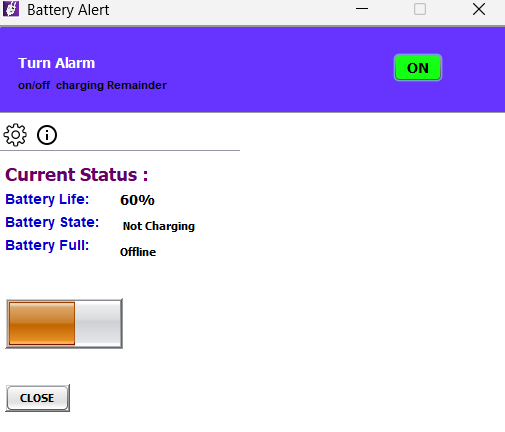 Battery Alert
Turn Alarm
ON
on/off charging Remainder
Current Status :
Battery Life: 60%
Battery State: Not Charging
Battery Full: Offline
CLOSE